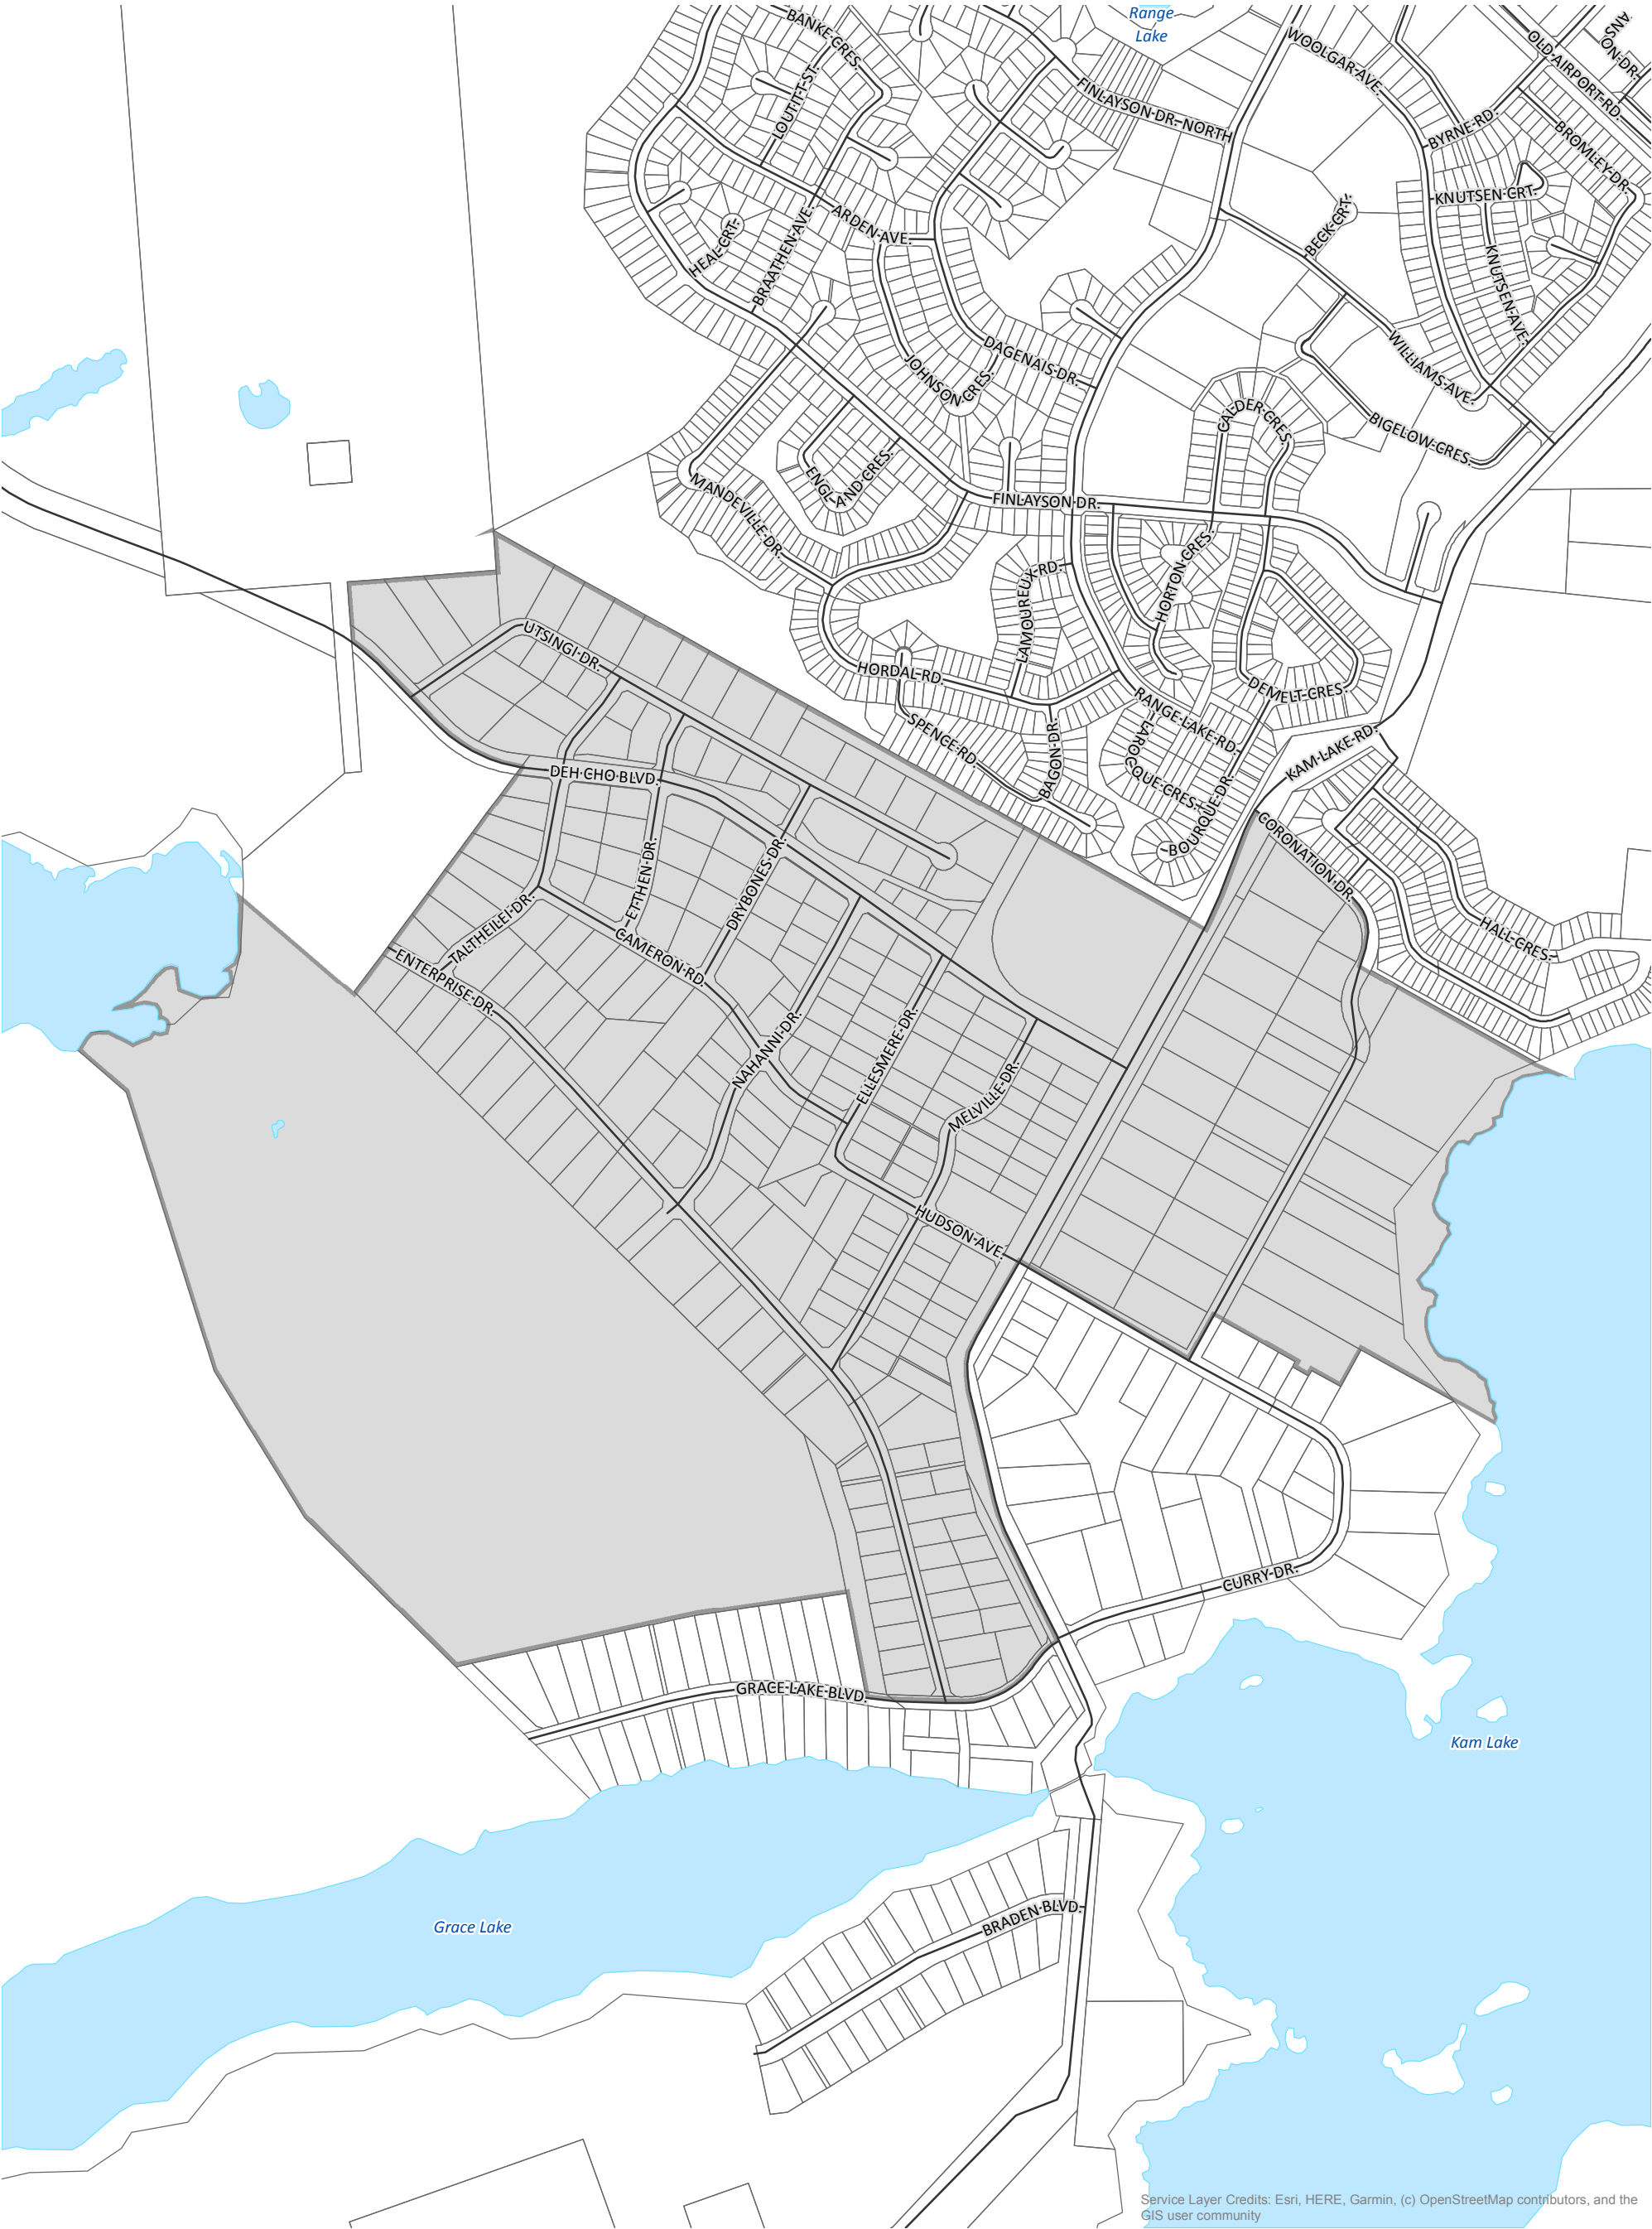 Range
Lake
BANKE CRES.
LOUTITT ST.
WOOLGAR AVE.
OLD AIRPORT RD.
FINLAYSON DR. NORTH
BYRNE RD.
BROMLEY DR.
KNUTSEN CRT.
ARDEN AVE.
BECK CRT.
HEAL CRT.
BRAATHEN AVE.
KNUTSEN AVE.
DAGENAIS DR.
JOHNSON CRES.
WILLIAMS AVE.
CALDER CRES.
BIGELOW CRES.
ENGLAND CRES.
MANDEVILLE DR.
FINLAYSON DR.
LAMOUREUX RD.
HORTON CRES.
UTSINGI DR.
HORDAL RD.
DEMELT CRES.
SPENCE RD.
RANGE LAKE RD.
BAGON DR.
LAROCQUE CRES.
KAM LAKE RD.
DEH CHO BLVD.
BOURQUE DR.
CORONATION DR.
ET THEN DR.
DRYBONES DR.
TALTHEILEI DR.
CAMERON RD.
HALL CRES.
ENTERPRISE DR.
NAHANNI DR.
ELLESMERE DR.
MELVILLE DR.
HUDSON AVE.
CURRY DR.
GRACE LAKE BLVD.
Kam Lake
BRADEN BLVD.
Grace Lake
Service Layer Credits: Esri, HERE, Garmin, (c) OpenStreetMap contributors, and the
GIS user community